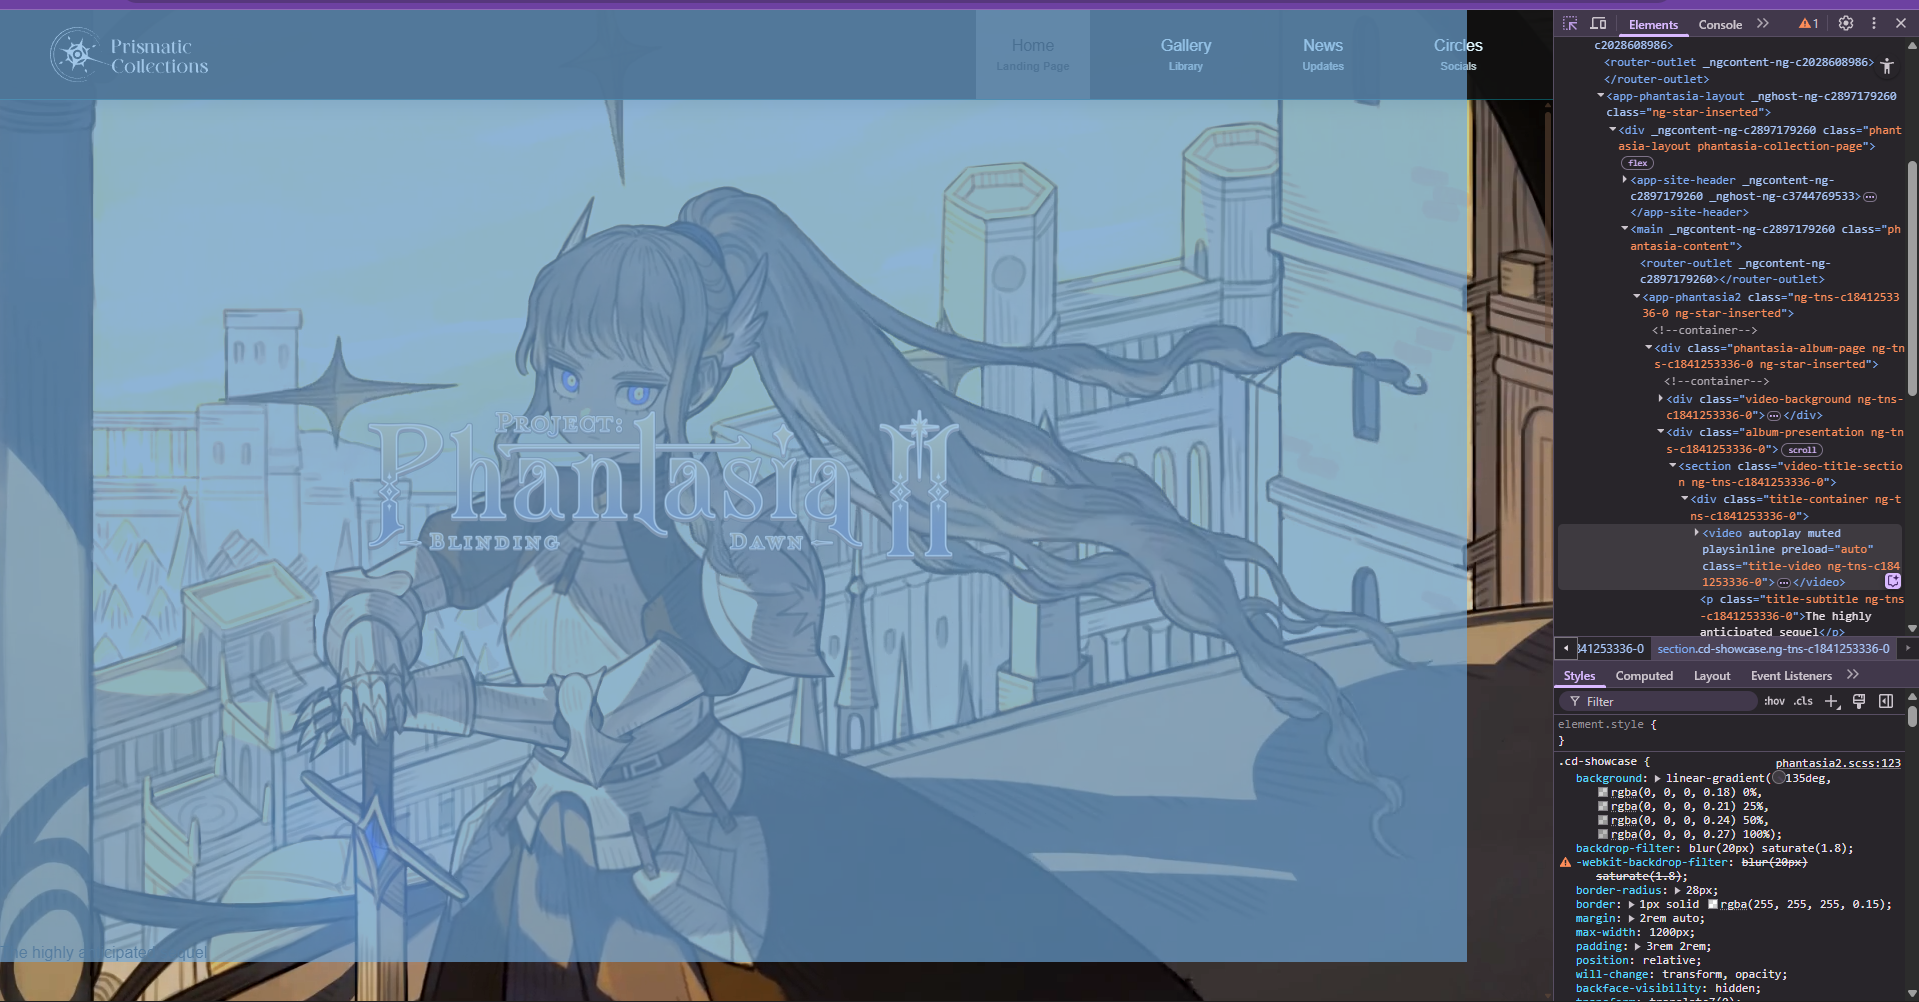 Prismatic
Collections
Home
Landing Page
Gallery
Library
News
Updates
Circles
Socials
PROJECT:
Phantasia II
BLINDING DAWN
The highly anticipated sequel
Elements
Console
1
c2028608986>
<router-outlet _ngcontent-ng-c2028608986>
</router-outlet>
<app-phantasia-layout _nghost-ng-c2897179260
class="ng-star-inserted">
<div _ngcontent-ng-c2897179260 class="phant
asia-layout phantasia-collection-page">
flex
<app-site-header _ngcontent-ng-
c2897179260 _nghost-ng-c3744769533>
</app-site-header>
<main _ngcontent-ng-c2897179260 class="ph
antasia-content">
<router-outlet _ngcontent-ng-
c2897179260></router-outlet>
<app-phantasia2 class="ng-tns-c18412533
36-0 ng-star-inserted">
<!--container-->
<div class="phantasia-album-page ng-tn
s-c1841253336-0 ng-star-inserted">
<!--container-->
<div class="video-background ng-tns-
c1841253336-0">…</div>
<div class="album-presentation ng-tn
s-c1841253336-0">
scroll
<section class="video-title-sectio
n ng-tns-c1841253336-0">
<div class="title-container ng-t
ns-c1841253336-0">
<video autoplay muted
playsinline preload="auto"
class="title-video ng-tns-c184
1253336-0">…</video>
<p class="title-subtitle ng-tns
-c1841253336-0">The highly
anticipated sequel</p>
841253336-0
section.cd-showcase.ng-tns-c1841253336-0
Styles
Computed
Layout
Event Listeners
Filter
:hov
.cls
element.style {
}
.cd-showcase {
phantasia2.scss:123
background: linear-gradient(135deg,
rgba(0, 0, 0, 0.18) 0%,
rgba(0, 0, 0, 0.21) 25%,
rgba(0, 0, 0, 0.24) 50%,
rgba(0, 0, 0, 0.27) 100%);
backdrop-filter: blur(20px) saturate(1.8);
-webkit-backdrop-filter: blur(20px)
saturate(1.8);
border-radius: 28px;
border: 1px solid rgba(255, 255, 255, 0.15);
margin: 2rem auto;
max-width: 1200px;
padding: 3rem 2rem;
position: relative;
will-change: transform, opacity;
backface-visibility: hidden;